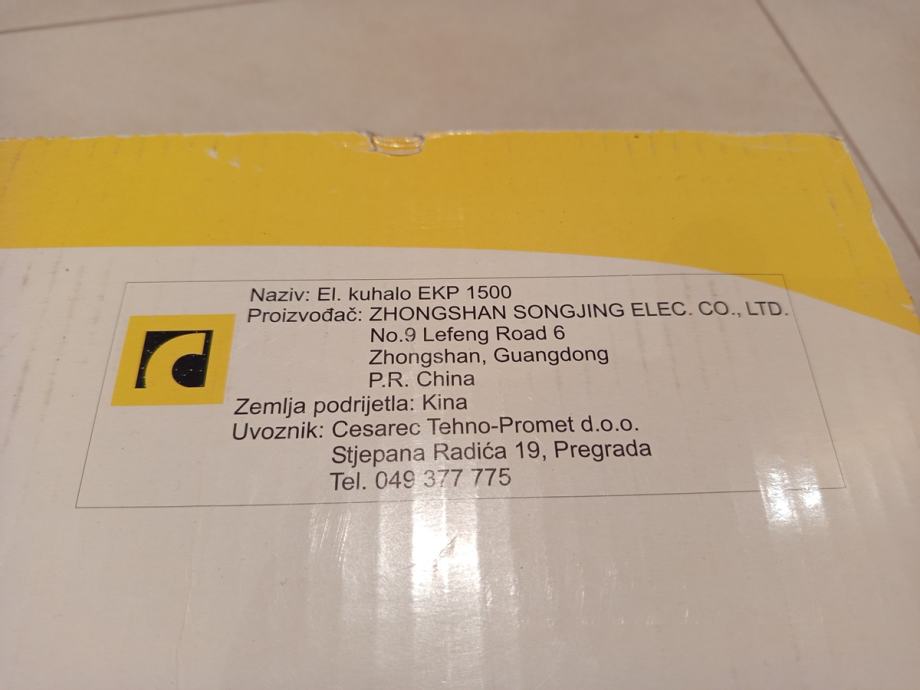 Naziv: El. kuhalo EKP 1500
Proizvođač: ZHONGSHAN SONGJING ELEC. CO., LTD.
No.9 Lefeng Road 6
Zhongshan, Guangdong
P.R. China
Zemlja podrijetla: Kina
Uvoznik: Cesarec Tehno-Promet d.o.o.
Stjepana Radića 19, Pregrada
Tel. 049 377 775